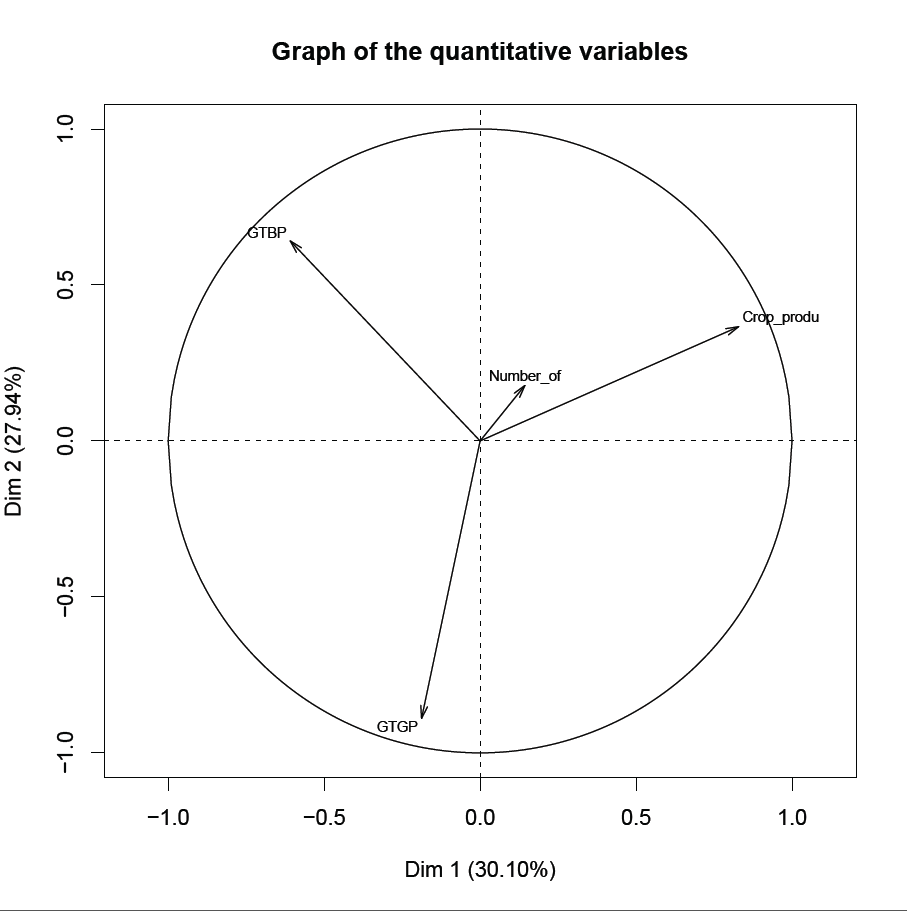 Graph of the quantitative variables
1.0
GTBP
0.5
Crop_produ
Number_of
0.0
Dim 2 (27.94%)
−0.5
GTGP
−1.0
−1.0 −0.5 0.0 0.5 1.0
Dim 1 (30.10%)